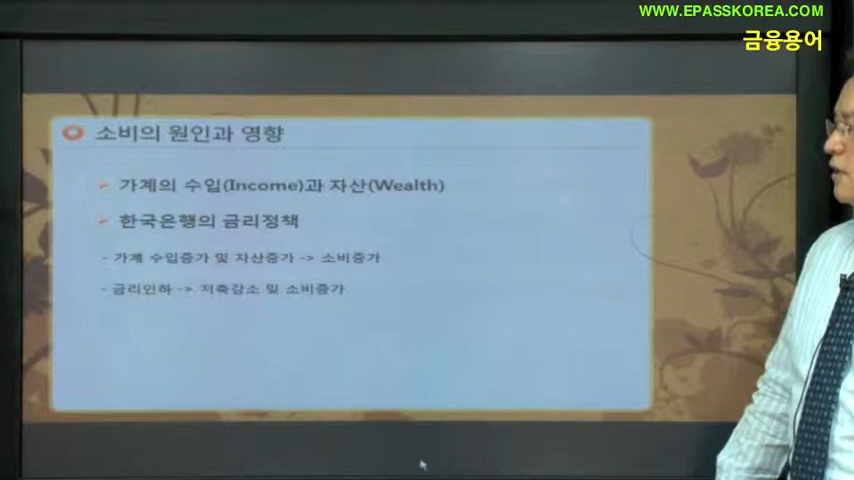 WWW.EPASSKOREA.COM
금융용어
소비의 원인과 영향
가계의 수입(Income)과 자산(Wealth)
한국은행의 금리정책
- 가계 수입증가 및 자산증가 -> 소비증가
- 금리인하 -> 저축감소 및 소비증가